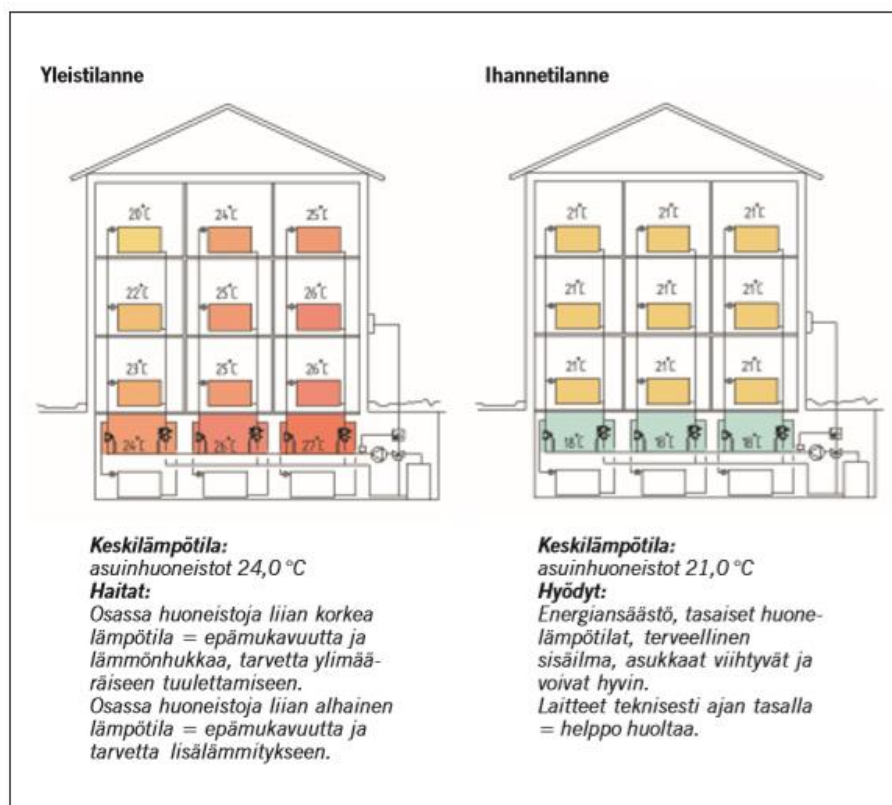 Yleistilanne
20°C 24°C 25°C
22°C 25°C 26°C
23°C 25°C 26°C
24°C 26°C 27°C
Keskilämpötila:
asuinhuoneistot 24,0 °C
Haitat:
Osassa huoneistoja liian korkea
lämpötila = epämukavuutta ja
lämmönhukkaa, tarvetta ylimää-
räiseen tuulettamiseen.
Osassa huoneistoja liian alhainen
lämpötila = epämukavuutta ja
tarvetta lisälämmitykseen.
Ihannetilanne
21°C 21°C 21°C
21°C 21°C 21°C
21°C 21°C 21°C
18°C 18°C 18°C
Keskilämpötila:
asuinhuoneistot 21,0 °C
Hyödyt:
Energiansäästö, tasaiset huone-
lämpötilat, terveellinen
sisäilma, asukkaat viihtyvät ja
voivat hyvin.
Laitteet teknisesti ajan tasalla
= helppo huoltaa.